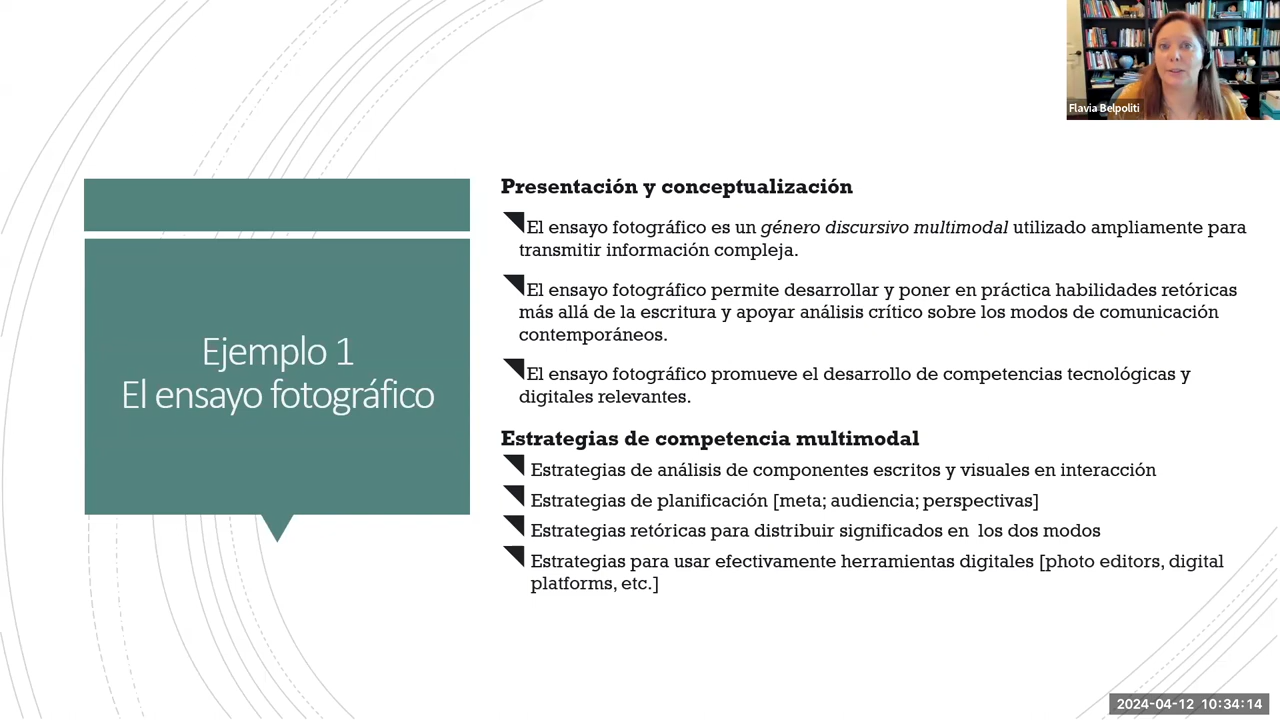 Flavia Belpoliti
Ejemplo 1
El ensayo fotográfico
Presentación y conceptualización
El ensayo fotográfico es un género discursivo multimodal utilizado ampliamente para
transmitir información compleja.
El ensayo fotográfico permite desarrollar y poner en práctica habilidades retóricas
más allá de la escritura y apoyar análisis crítico sobre los modos de comunicación
contemporáneos.
El ensayo fotográfico promueve el desarrollo de competencias tecnológicas y
digitales relevantes.
Estrategias de competencia multimodal
Estrategias de análisis de componentes escritos y visuales en interacción
Estrategias de planificación [meta; audiencia; perspectivas]
Estrategias retóricas para distribuir significados en los dos modos
Estrategias para usar efectivamente herramientas digitales [photo editors, digital
platforms, etc.]
2024-04-12 10:34:14